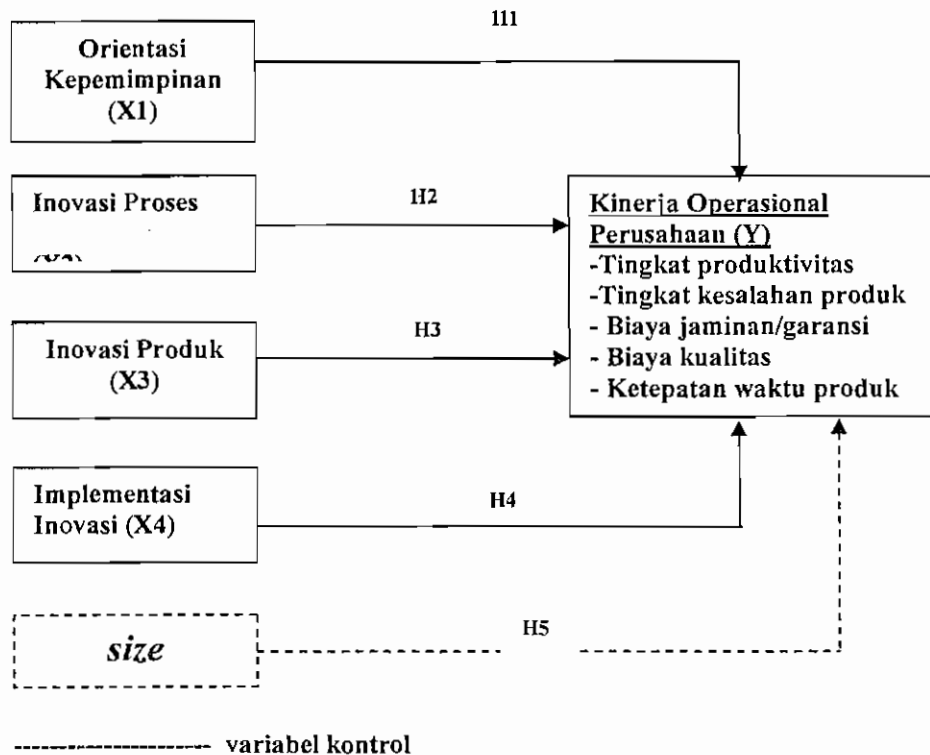 111
Orientasi
Kepemimpinan
(X1)
Inovasi Proses
H2
Kinerja Operasional
Perusahaan (Y)
-Tingkat produktivitas
-Tingkat kesalahan produk
- Biaya jaminan/garansi
- Biaya kualitas
- Ketepatan waktu produk
H3
Inovasi Produk
(X3)
Implementasi
Inovasi (X4)
H4
size
H5
variabel kontrol